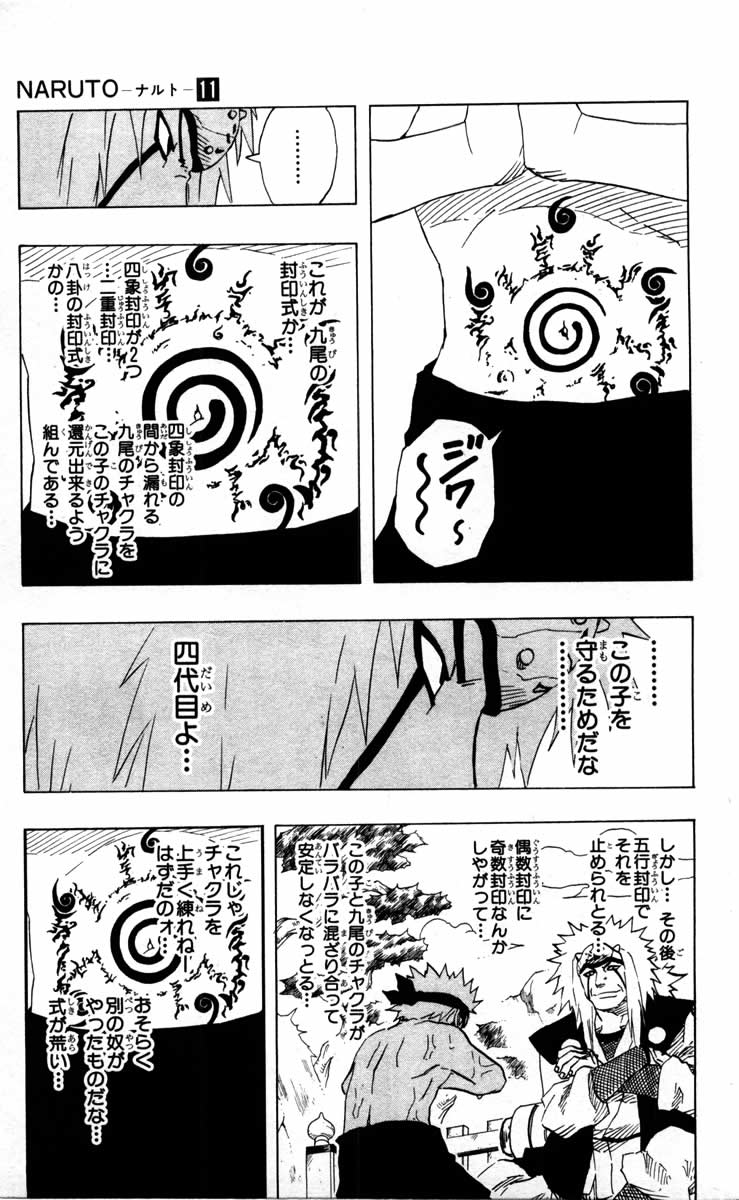 NARUTO―ナルト―11
ジワ～～
………
これが 九尾の
封印式か…
四象封印が2つ
…二重封印…
八卦の封印式
かの…
四象封印の
間から漏れる
九尾のチャクラを
この子のチャクラに
還元出来るよう
組んである…
………
この子を
守るためだな
………
四代目よ…
しかし… その後
五行封印で
それを
止められとる…
偶数封印に
奇数封印なんか
しやがって…
この子と九尾のチャクラが
バラバラに混ざり合って
安定しなくなっとる…
これじゃ
チャクラを
上手く練れねー
はずだのォ…
おそらく
別の奴が
やったものだな…
式が荒い…